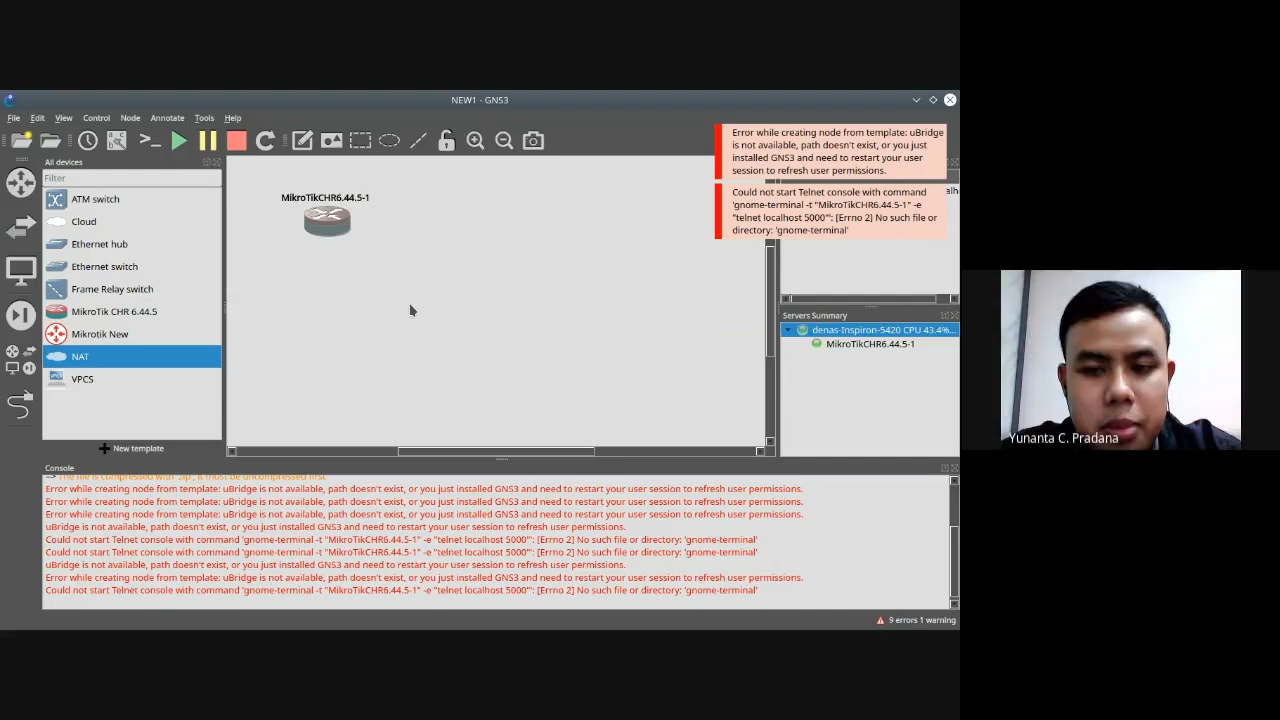 NEW1 - GNS3
File Edit View Control Node Annotate Tools Help
All devices
Filter
ATM switch
Cloud
Ethernet hub
Ethernet switch
Frame Relay switch
MikroTik CHR 6.44.5
Mikrotik New
NAT
VPCS
New template
MikroTikCHR6.44.5-1
Error while creating node from template: uBridge
is not available, path doesn't exist, or you just
installed GNS3 and need to restart your user
session to refresh user permissions.
Could not start Telnet console with command
'gnome-terminal -t "MikroTikCHR6.44.5-1" -e
"telnet localhost 5000"': [Errno 2] No such file or
directory: 'gnome-terminal'
Servers Summary
denas-Inspiron-5420 CPU 43.4%...
MikroTikCHR6.44.5-1
Console
=> The file is compressed with 'zip', it must be uncompressed first
Error while creating node from template: uBridge is not available, path doesn't exist, or you just installed GNS3 and need to restart your user session to refresh user permissions.
Error while creating node from template: uBridge is not available, path doesn't exist, or you just installed GNS3 and need to restart your user session to refresh user permissions.
Error while creating node from template: uBridge is not available, path doesn't exist, or you just installed GNS3 and need to restart your user session to refresh user permissions.
uBridge is not available, path doesn't exist, or you just installed GNS3 and need to restart your user session to refresh user permissions.
Could not start Telnet console with command 'gnome-terminal -t "MikroTikCHR6.44.5-1" -e "telnet localhost 5000"': [Errno 2] No such file or directory: 'gnome-terminal'
Could not start Telnet console with command 'gnome-terminal -t "MikroTikCHR6.44.5-1" -e "telnet localhost 5000"': [Errno 2] No such file or directory: 'gnome-terminal'
uBridge is not available, path doesn't exist, or you just installed GNS3 and need to restart your user session to refresh user permissions.
Error while creating node from template: uBridge is not available, path doesn't exist, or you just installed GNS3 and need to restart your user session to refresh user permissions.
Could not start Telnet console with command 'gnome-terminal -t "MikroTikCHR6.44.5-1" -e "telnet localhost 5000"': [Errno 2] No such file or directory: 'gnome-terminal'
9 errors 1 warning
Yunanta C. Pradana